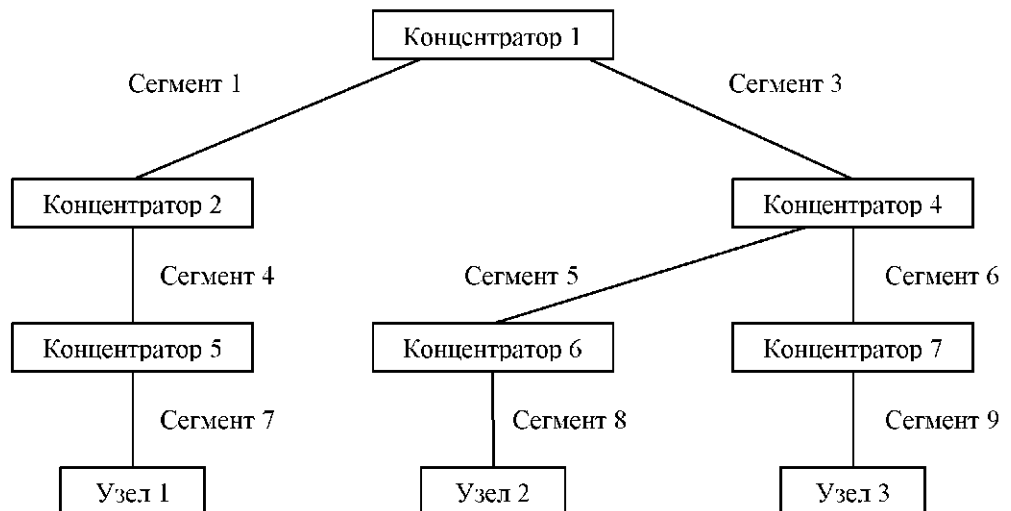 Концентратор 1
Сегмент 1
Сегмент 3
Концентратор 2
Концентратор 4
Сегмент 4
Сегмент 5
Сегмент 6
Концентратор 5
Концентратор 6
Концентратор 7
Сегмент 7
Сегмент 8
Сегмент 9
Узел 1
Узел 2
Узел 3